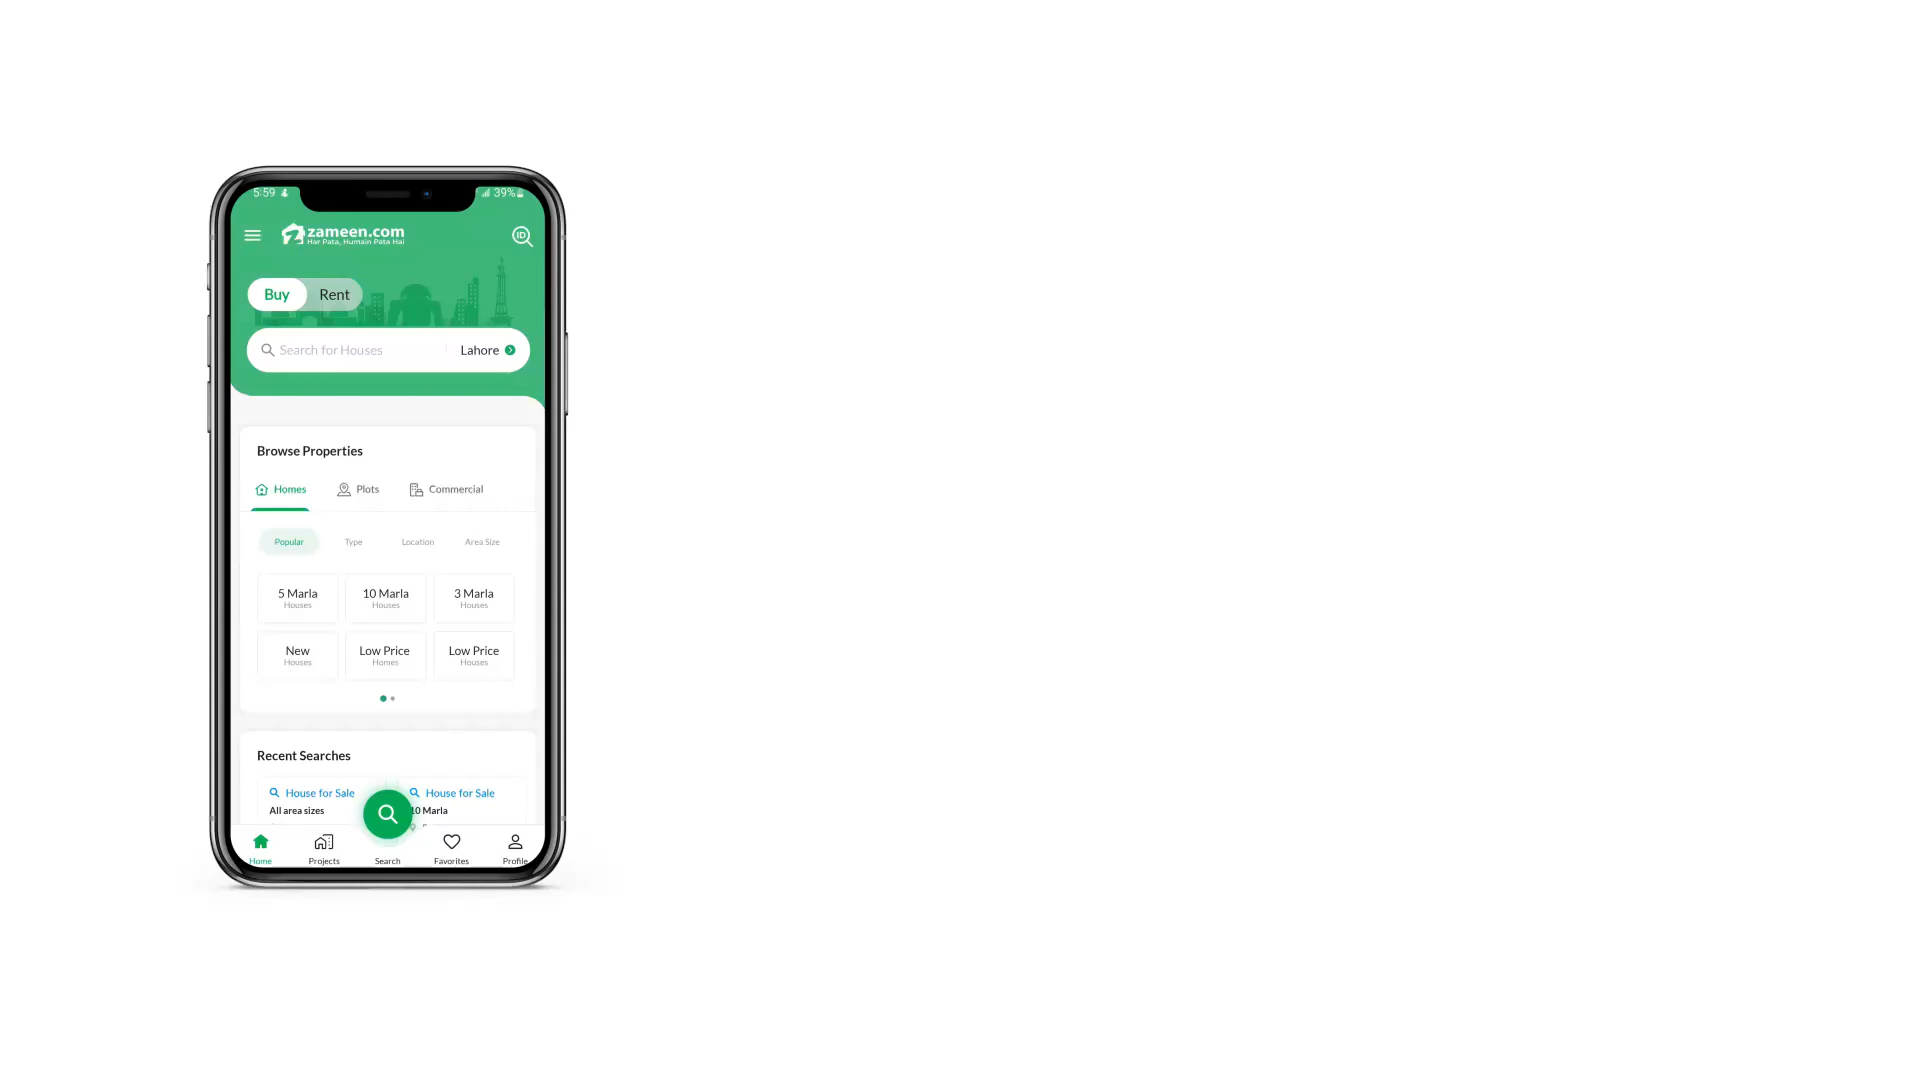 5:59
39%
zameen.com
Har Pata, Humain Pata Hai
ID
Buy Rent
Search for Houses Lahore
Browse Properties
Homes Plots Commercial
Popular Type Location Area Size
5 Marla 10 Marla 3 Marla
Houses Houses Houses
New Low Price Low Price
Houses Homes Houses
Recent Searches
House for Sale House for Sale
All area sizes 10 Marla
Home Projects Search Favorites Profile